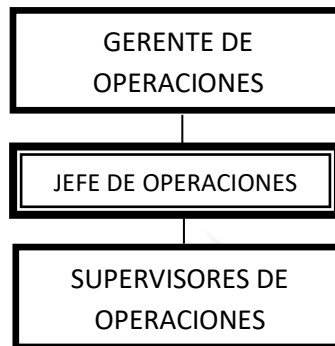 GERENTE DE
OPERACIONES
JEFE DE OPERACIONES
SUPERVISORES DE
OPERACIONES